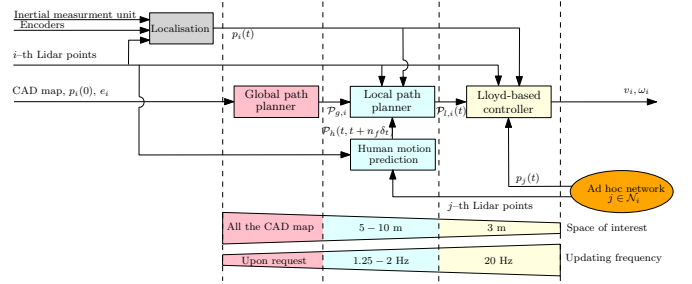 Inertial measurment unit
Encoders
Localisation
p_i(t)
i–th Lidar points
CAD map, p_i(0), e_i
Global path
planner
P_{g,i}
Local path
planner
P_{l,i}(t)
Lloyd-based
controller
v_i, ω_i
P_h(t, t + n_f δ_t)
Human motion
prediction
p_j(t)
Ad hoc network
j ∈ N_i
j–th Lidar points
All the CAD map
5 – 10 m
3 m
Space of interest
Upon request
1.25 – 2 Hz
20 Hz
Updating frequency